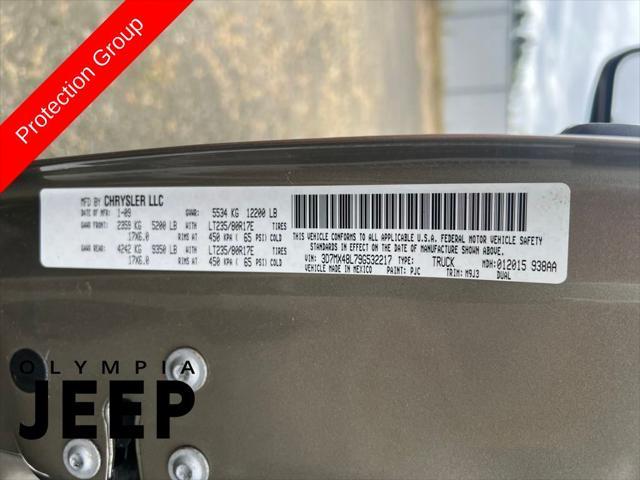 Protection Group
MFD BY CHRYSLER LLC
DATE OF MFR: 1-09 GVWR: 5534 KG 12200 LB
GAWR FRONT: 2359 KG 5200 LB WITH: LT235/80R17E TIRES
17X6.0 RIMS AT 450 KPA ( 65 PSI) COLD
GAWR REAR: 4242 KG 9350 LB WITH: LT235/80R17E TIRES
17X6.0 RIMS AT 450 KPA ( 65 PSI) COLD
THIS VEHICLE CONFORMS TO ALL APPLICABLE U.S.A. FEDERAL MOTOR VEHICLE SAFETY
STANDARDS IN EFFECT ON THE DATE OF MANUFACTURE SHOWN ABOVE.
VIN: 3D7MX48L79G532217 TYPE: TRUCK MDH: 012015 938AA
VEHICLE MADE IN MEXICO PAINT: PJC TRIM: M9J3 DUAL
OLYMPIA
JEEP